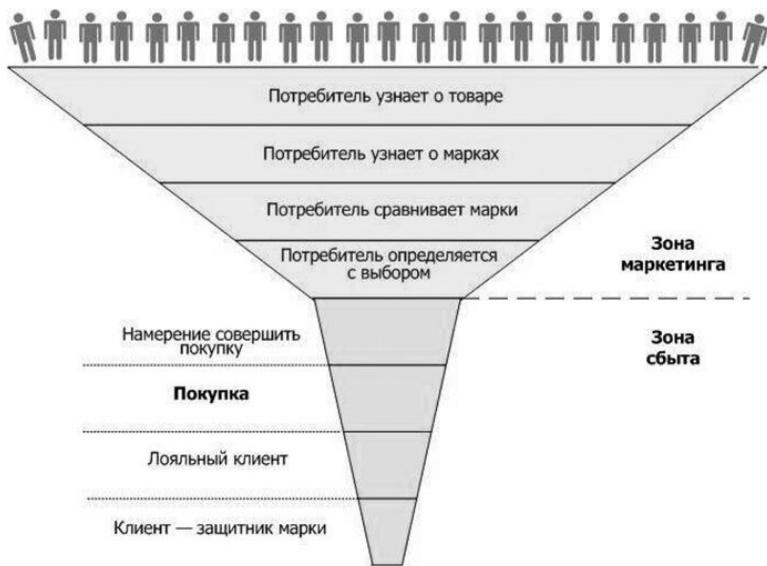 Потребитель узнает о товаре
Потребитель узнает о марках
Потребитель сравнивает марки
Потребитель определяется
с выбором
Зона
маркетинга
Намерение совершить
покупку
Зона
сбыта
Покупка
Лояльный клиент
Клиент — защитник марки